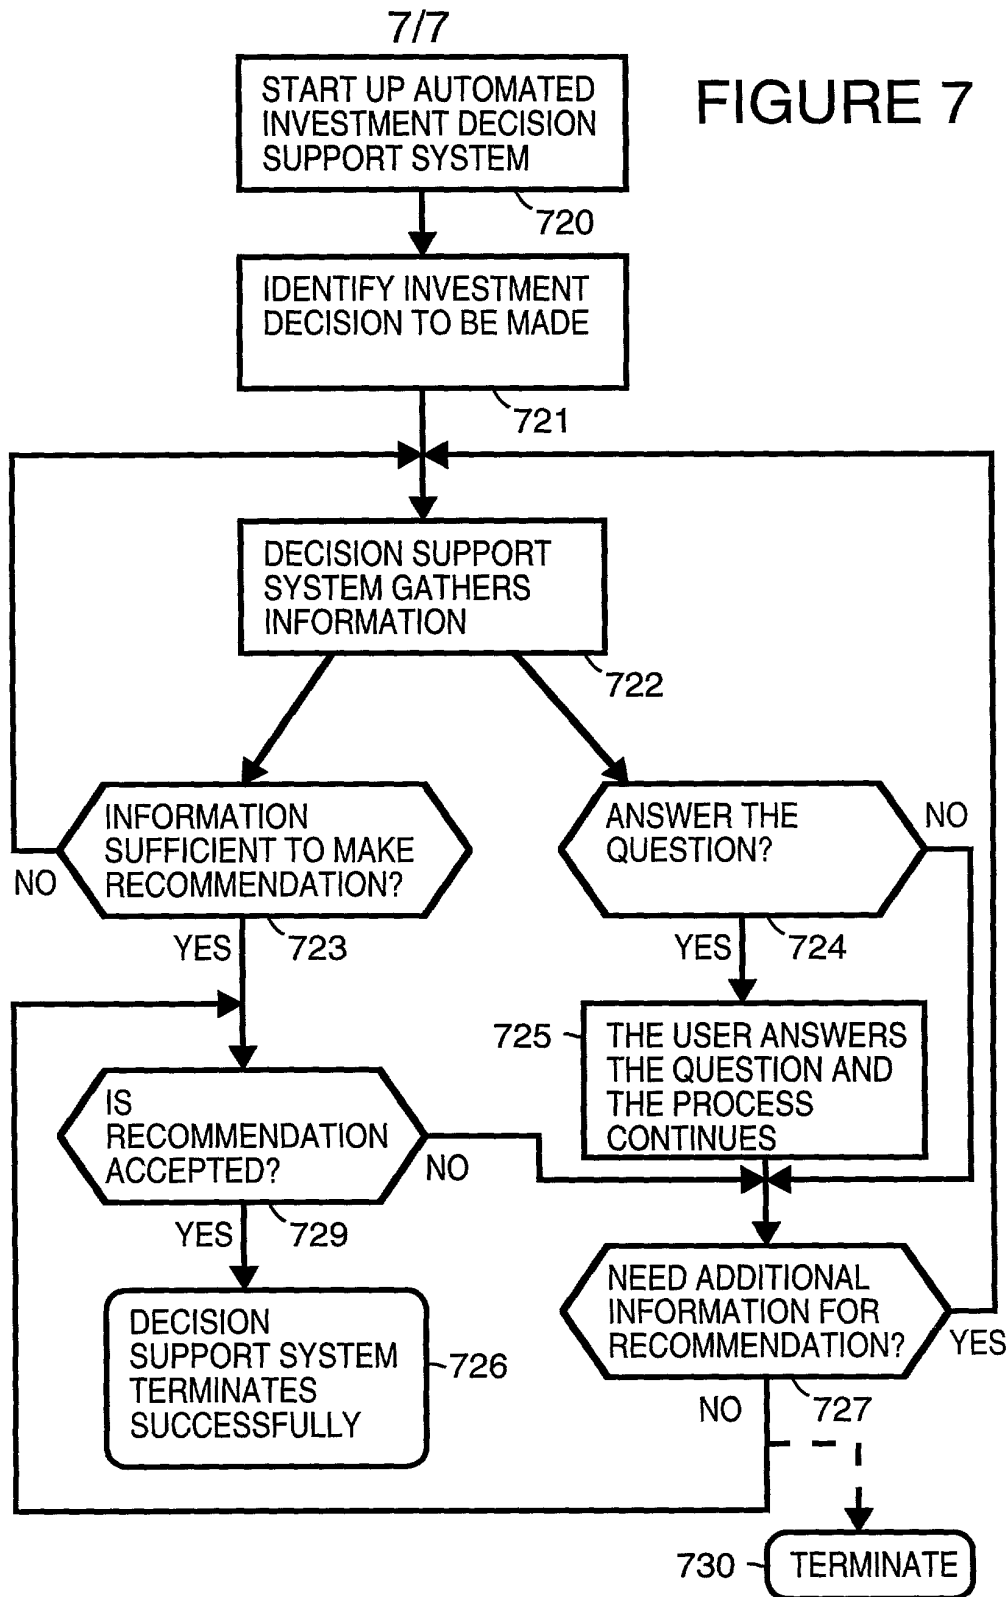 7/7
FIGURE 7
START UP AUTOMATED
INVESTMENT DECISION
SUPPORT SYSTEM
720
IDENTIFY INVESTMENT
DECISION TO BE MADE
721
DECISION SUPPORT
SYSTEM GATHERS
INFORMATION
722
INFORMATION
SUFFICIENT TO MAKE
RECOMMENDATION?
NO
YES
723
ANSWER THE
QUESTION?
NO
YES
724
725
THE USER ANSWERS
THE QUESTION AND
THE PROCESS
CONTINUES
IS
RECOMMENDATION
ACCEPTED?
NO
YES
729
DECISION
SUPPORT SYSTEM
TERMINATES
SUCCESSFULLY
726
NEED ADDITIONAL
INFORMATION FOR
RECOMMENDATION?
YES
NO
727
730
TERMINATE